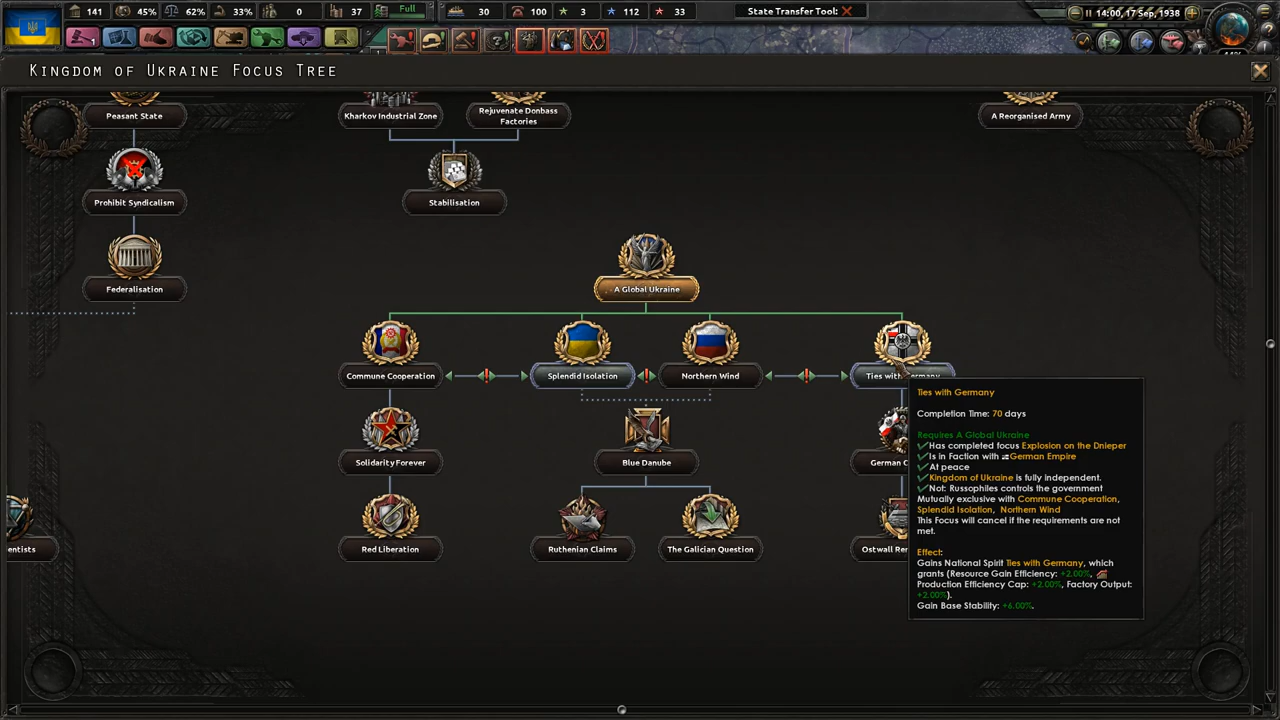 141 45% 62% 33% 0 37 Full 30 100 3 112 33 State Transfer Tool: 14:00, 17 Sep, 1938
1
44%
Kingdom of Ukraine Focus Tree
Peasant State
Kharkov Industrial Zone
Rejuvenate Donbass
Factories
A Reorganised Army
Prohibit Syndicalism
Stabilisation
Federalisation
A Global Ukraine
Commune Cooperation
Splendid Isolation
Northern Wind
Ties with Germany
Solidarity Forever
Blue Danube
German C
entists
Red Liberation
Ruthenian Claims
The Galician Question
Ostwall Re
Ties with Germany
Completion Time: 70 days
Requires A Global Ukraine
Has completed focus Explosion on the Dnieper
Is in Faction with German Empire
At peace
Kingdom of Ukraine is fully independent.
Not: Russophiles controls the government
Mutually exclusive with Commune Cooperation,
Splendid Isolation, Northern Wind
This Focus will cancel if the requirements are not
met.
Effect:
Gains National Spirit Ties with Germany, which
grants (Resource Gain Efficiency: +2.00%,
Production Efficiency Cap: +2.00%, Factory Output:
+2.00%).
Gain Base Stability: +6.00%.